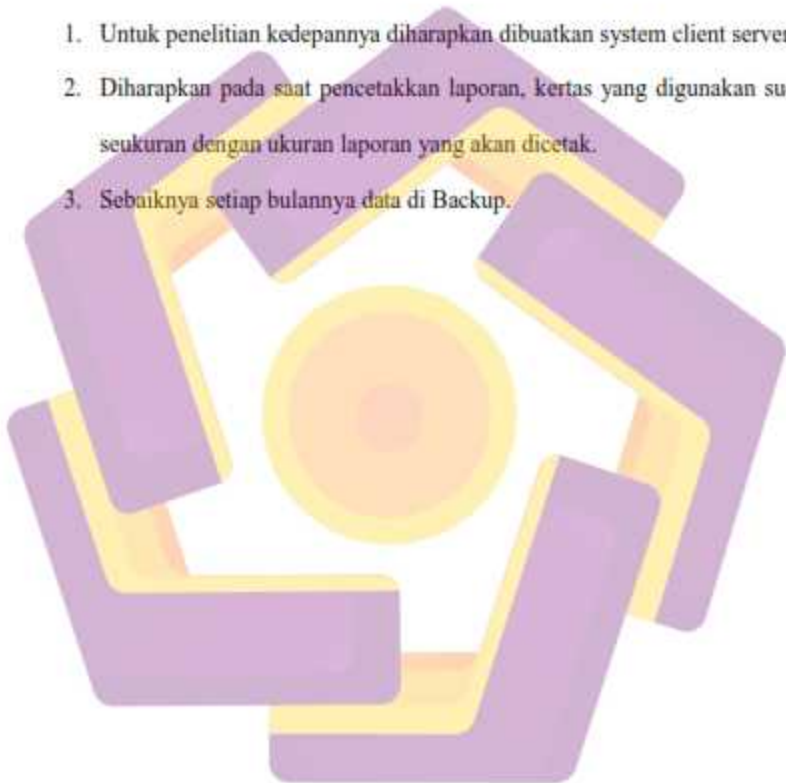 1. Untuk penelitian kedepannya diharapkan dibuatkan system client server
2. Diharapkan pada saat pencetakkan laporan, kertas yang digunakan su
seukuran dengan ukuran laporan yang akan dicetak.
3. Sebaiknya setiap bulannya data di Backup.